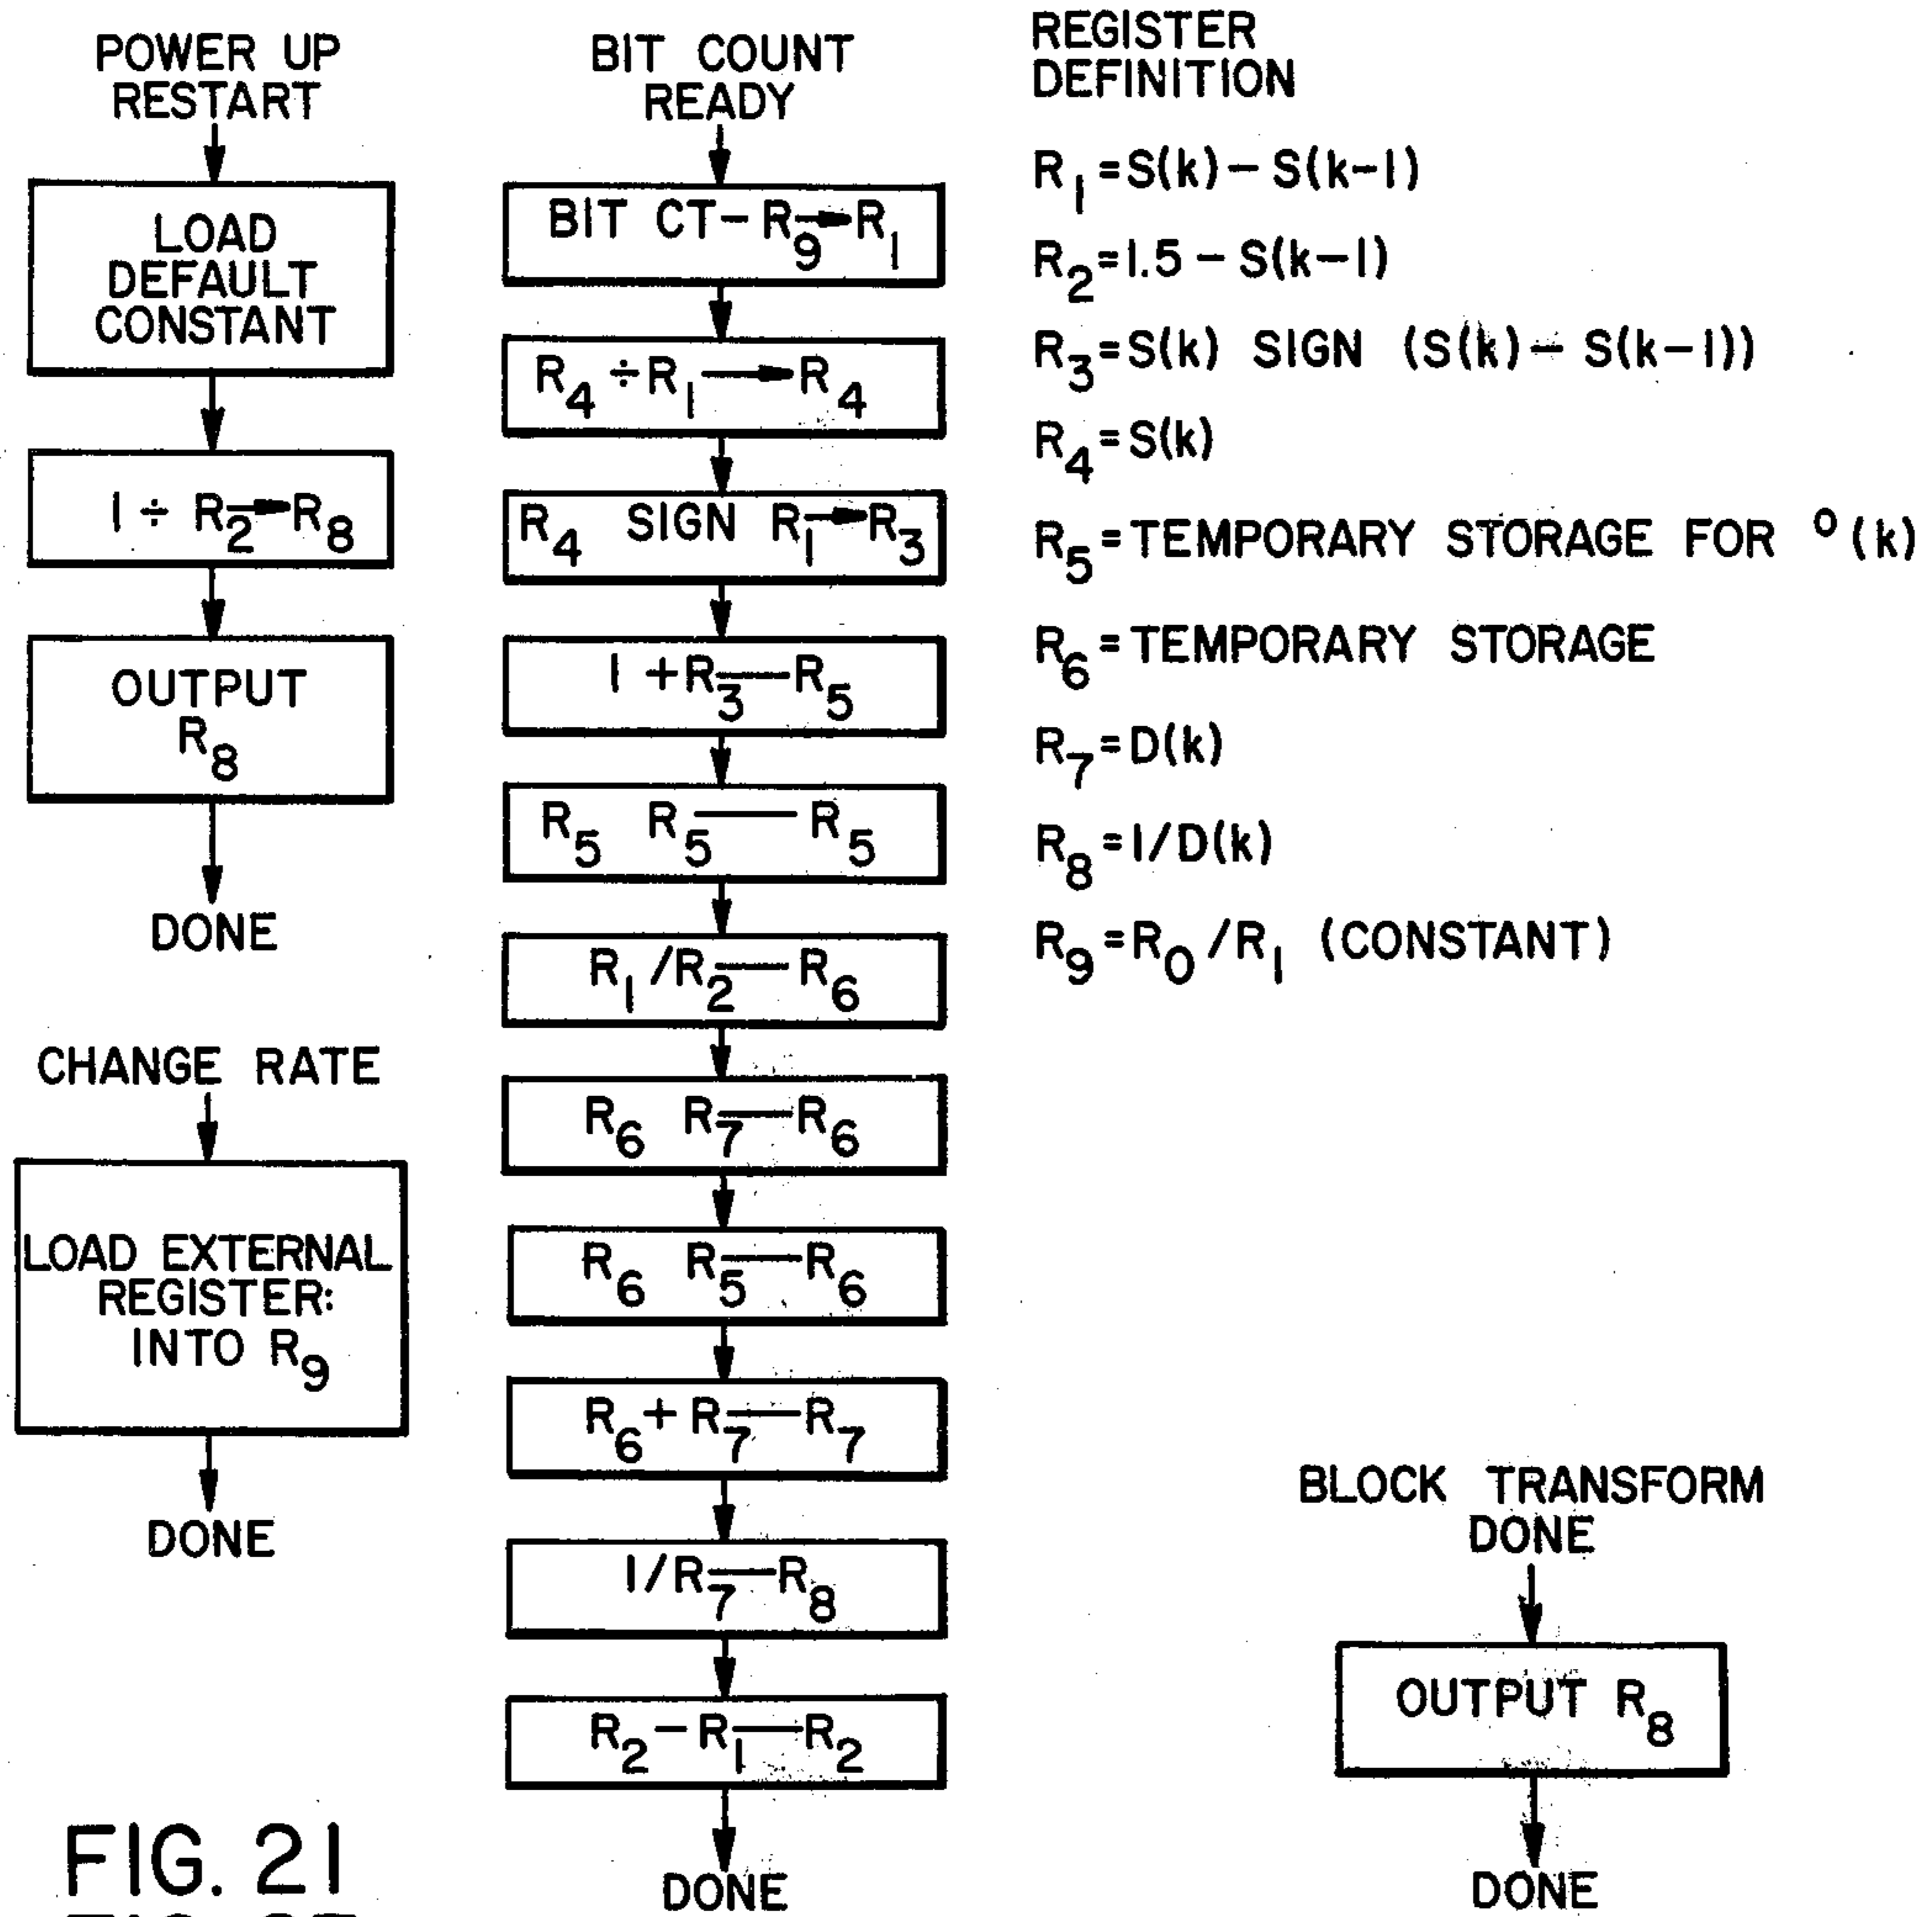 POWER UP
RESTART
LOAD
DEFAULT
CONSTANT
1 ÷ R2→R8
OUTPUT
R8
DONE
CHANGE RATE
LOAD EXTERNAL
REGISTER:
INTO R9
DONE
BIT COUNT
READY
BIT CT– R9→R1
R4 ÷R1 → R4
R4 SIGN R1→R3
1 +R3—R5
R5 R5 — R5
R1 /R2—R6
R6 R7—R6
R6 R5—R6
R6+ R7—R7
1/R7—R8
R2–R1—R2
DONE
REGISTER
DEFINITION
R1 =S(k)– S(k–1)
R2=1.5 – S(k–1)
R3=S(k) SIGN (S(k)– S(k–1))
R4=S(k)
R5=TEMPORARY STORAGE FOR o(k)
R6=TEMPORARY STORAGE
R7=D(k)
R8=1/D(k)
R9=R0 /R1 (CONSTANT)
BLOCK TRANSFORM
DONE
OUTPUT R8
DONE
FIG. 21